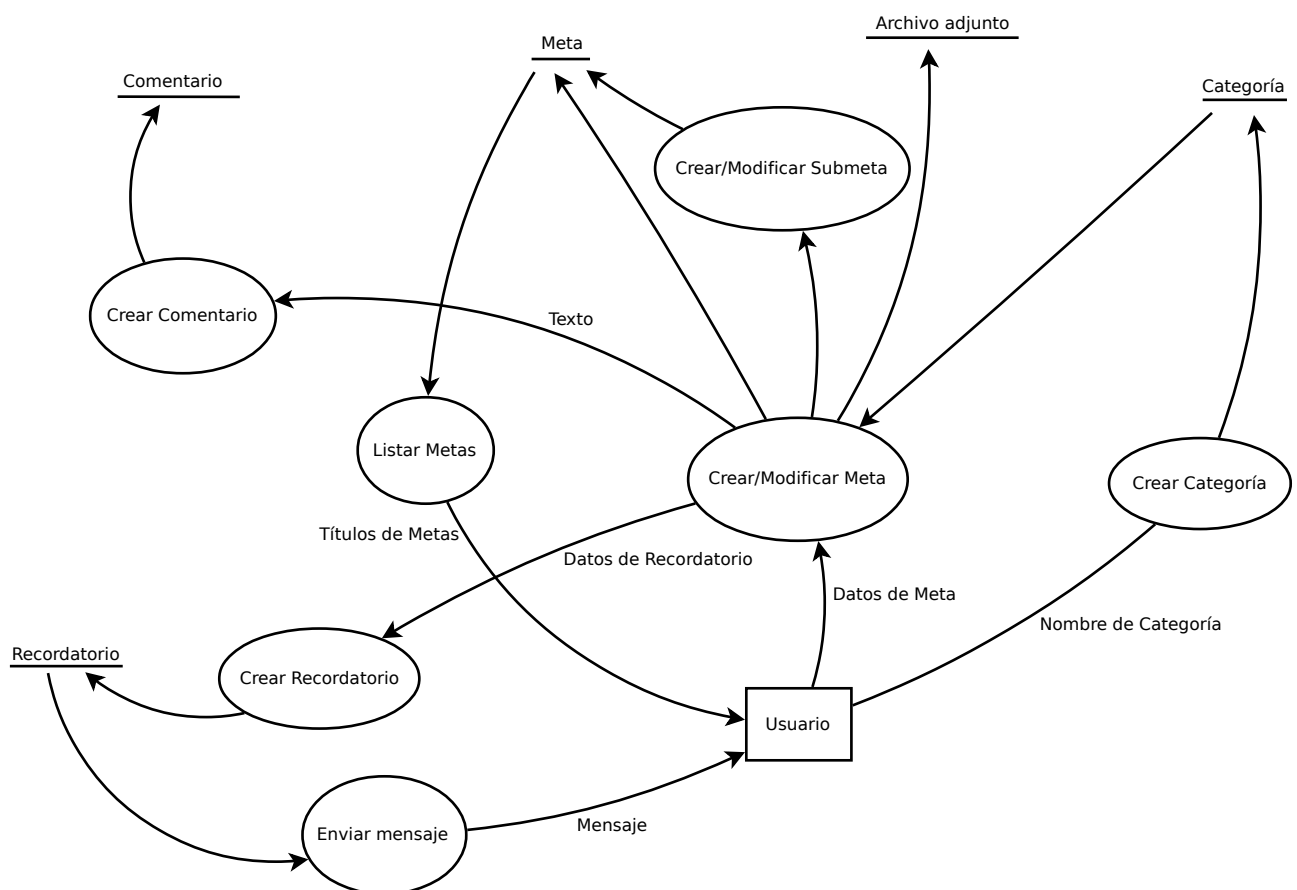 Archivo adjunto
Meta
Comentario
Categoría
Crear/Modificar Submeta
Crear Comentario
Texto
Listar Metas
Crear/Modificar Meta
Crear Categoría
Títulos de Metas
Datos de Recordatorio
Datos de Meta
Nombre de Categoría
Recordatorio
Crear Recordatorio
Usuario
Mensaje
Enviar mensaje